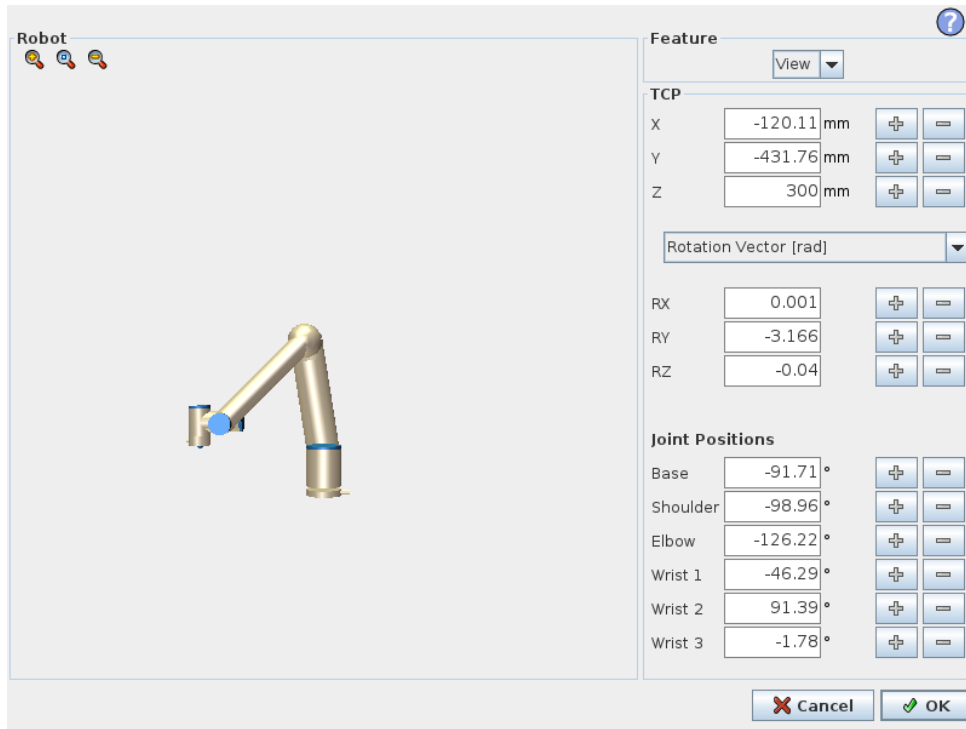 Robot
Feature
?
View
TCP
X -120.11 mm
Y -431.76 mm
Z 300 mm
Rotation Vector [rad]
RX 0.001
RY -3.166
RZ -0.04
Joint Positions
Base -91.71 °
Shoulder -98.96 °
Elbow -126.22 °
Wrist 1 -46.29 °
Wrist 2 91.39 °
Wrist 3 -1.78 °
Cancel OK